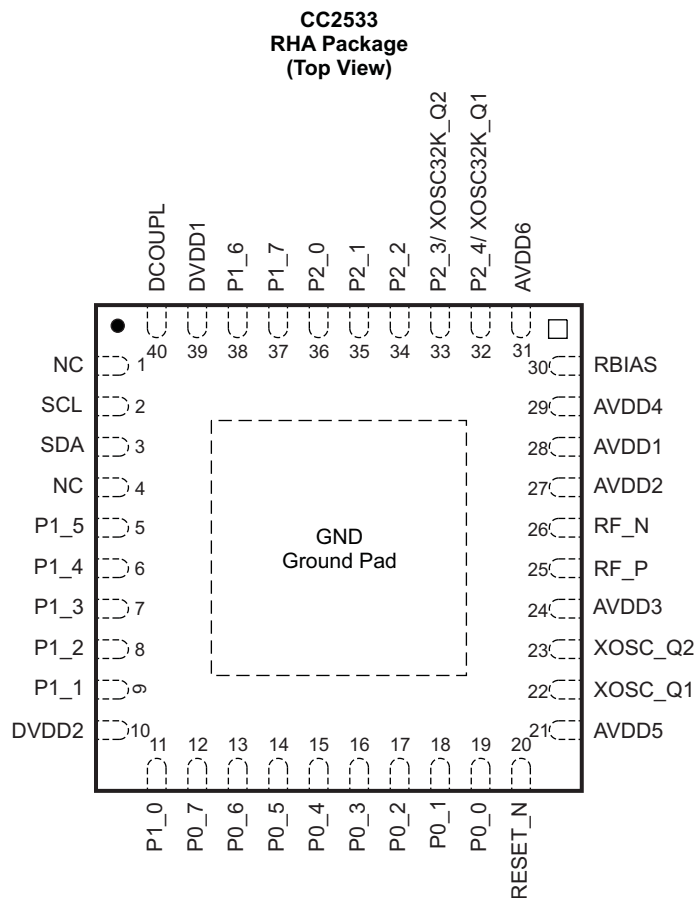 CC2533
RHA Package
(Top View)
DCOUPL
DVDD1
P1_6
P1_7
P2_0
P2_1
P2_2
P2_3/ XOSC32K_Q2
P2_4/ XOSC32K_Q1
AVDD6
40 39 38 37 36 35 34 33 32 31
NC 1
SCL 2
SDA 3
NC 4
P1_5 5
P1_4 6
P1_3 7
P1_2 8
P1_1 9
DVDD2 10
GND
Ground Pad
30 RBIAS
29 AVDD4
28 AVDD1
27 AVDD2
26 RF_N
25 RF_P
24 AVDD3
23 XOSC_Q2
22 XOSC_Q1
21 AVDD5
11 12 13 14 15 16 17 18 19 20
P1_0
P0_7
P0_6
P0_5
P0_4
P0_3
P0_2
P0_1
P0_0
RESET_N